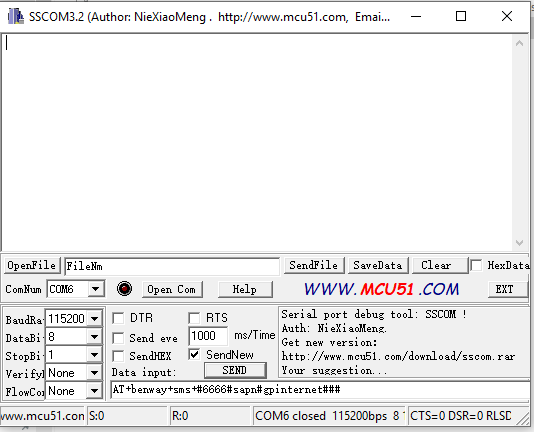 SSCOM3.2 (Author: NieXiaoMeng . http://www.mcu51.com, Emai...
OpenFile FileNm SendFile SaveData Clear HexData
ComNum COM6 Open Com Help WWW.MCU51.COM EXT
BaudRa 115200 DTR RTS
DataBi 8 Send eve 1000 ms/Time
StopBi 1 SendHEX SendNew
Verify None Data input: SEND
FlowCon None AT+benway+sms+#6666#sapn#gpinternet###
Serial port debug tool: SSCOM !
Auth: NieXiaoMeng.
Get new version:
http://www.mcu51.com/download/sscom.rar
Your suggestion...
www.mcu51.con S:0 R:0 COM6 closed 115200bps 8 CTS=0 DSR=0 RLSD